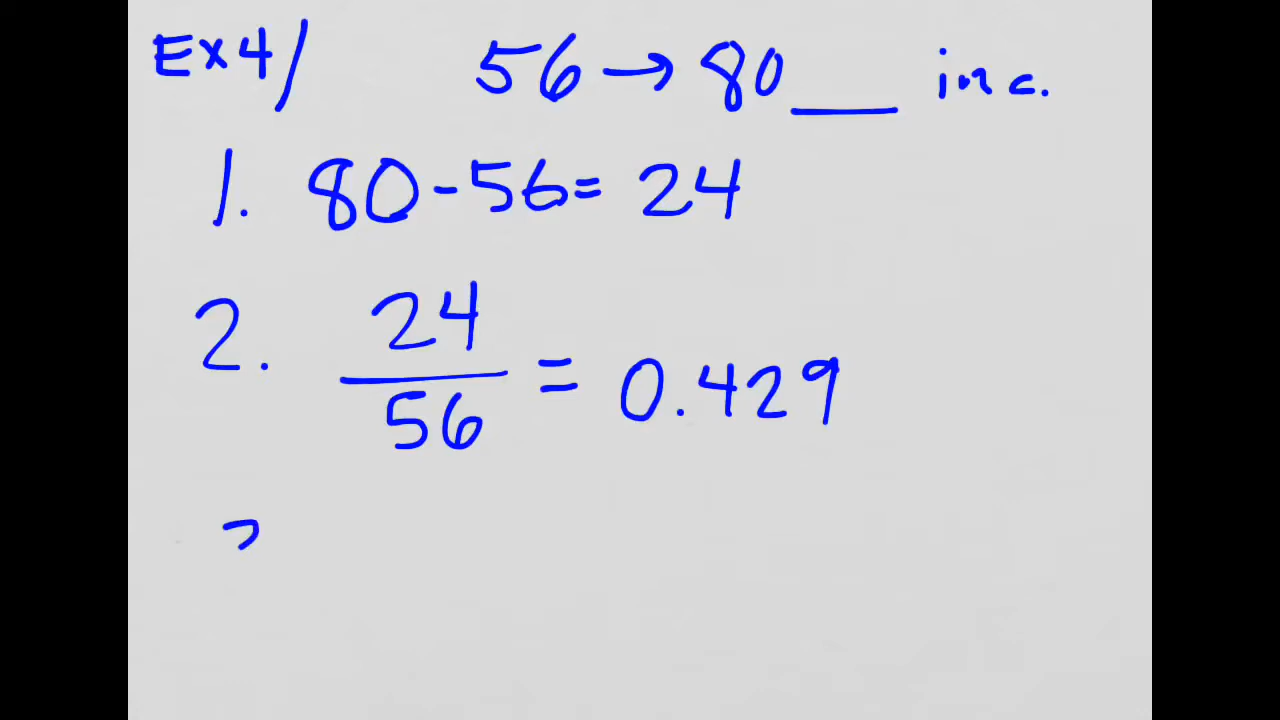 Ex4/ 56 → 80 ___ inc.
1. 80-56= 24
2. 24/56 = 0.429